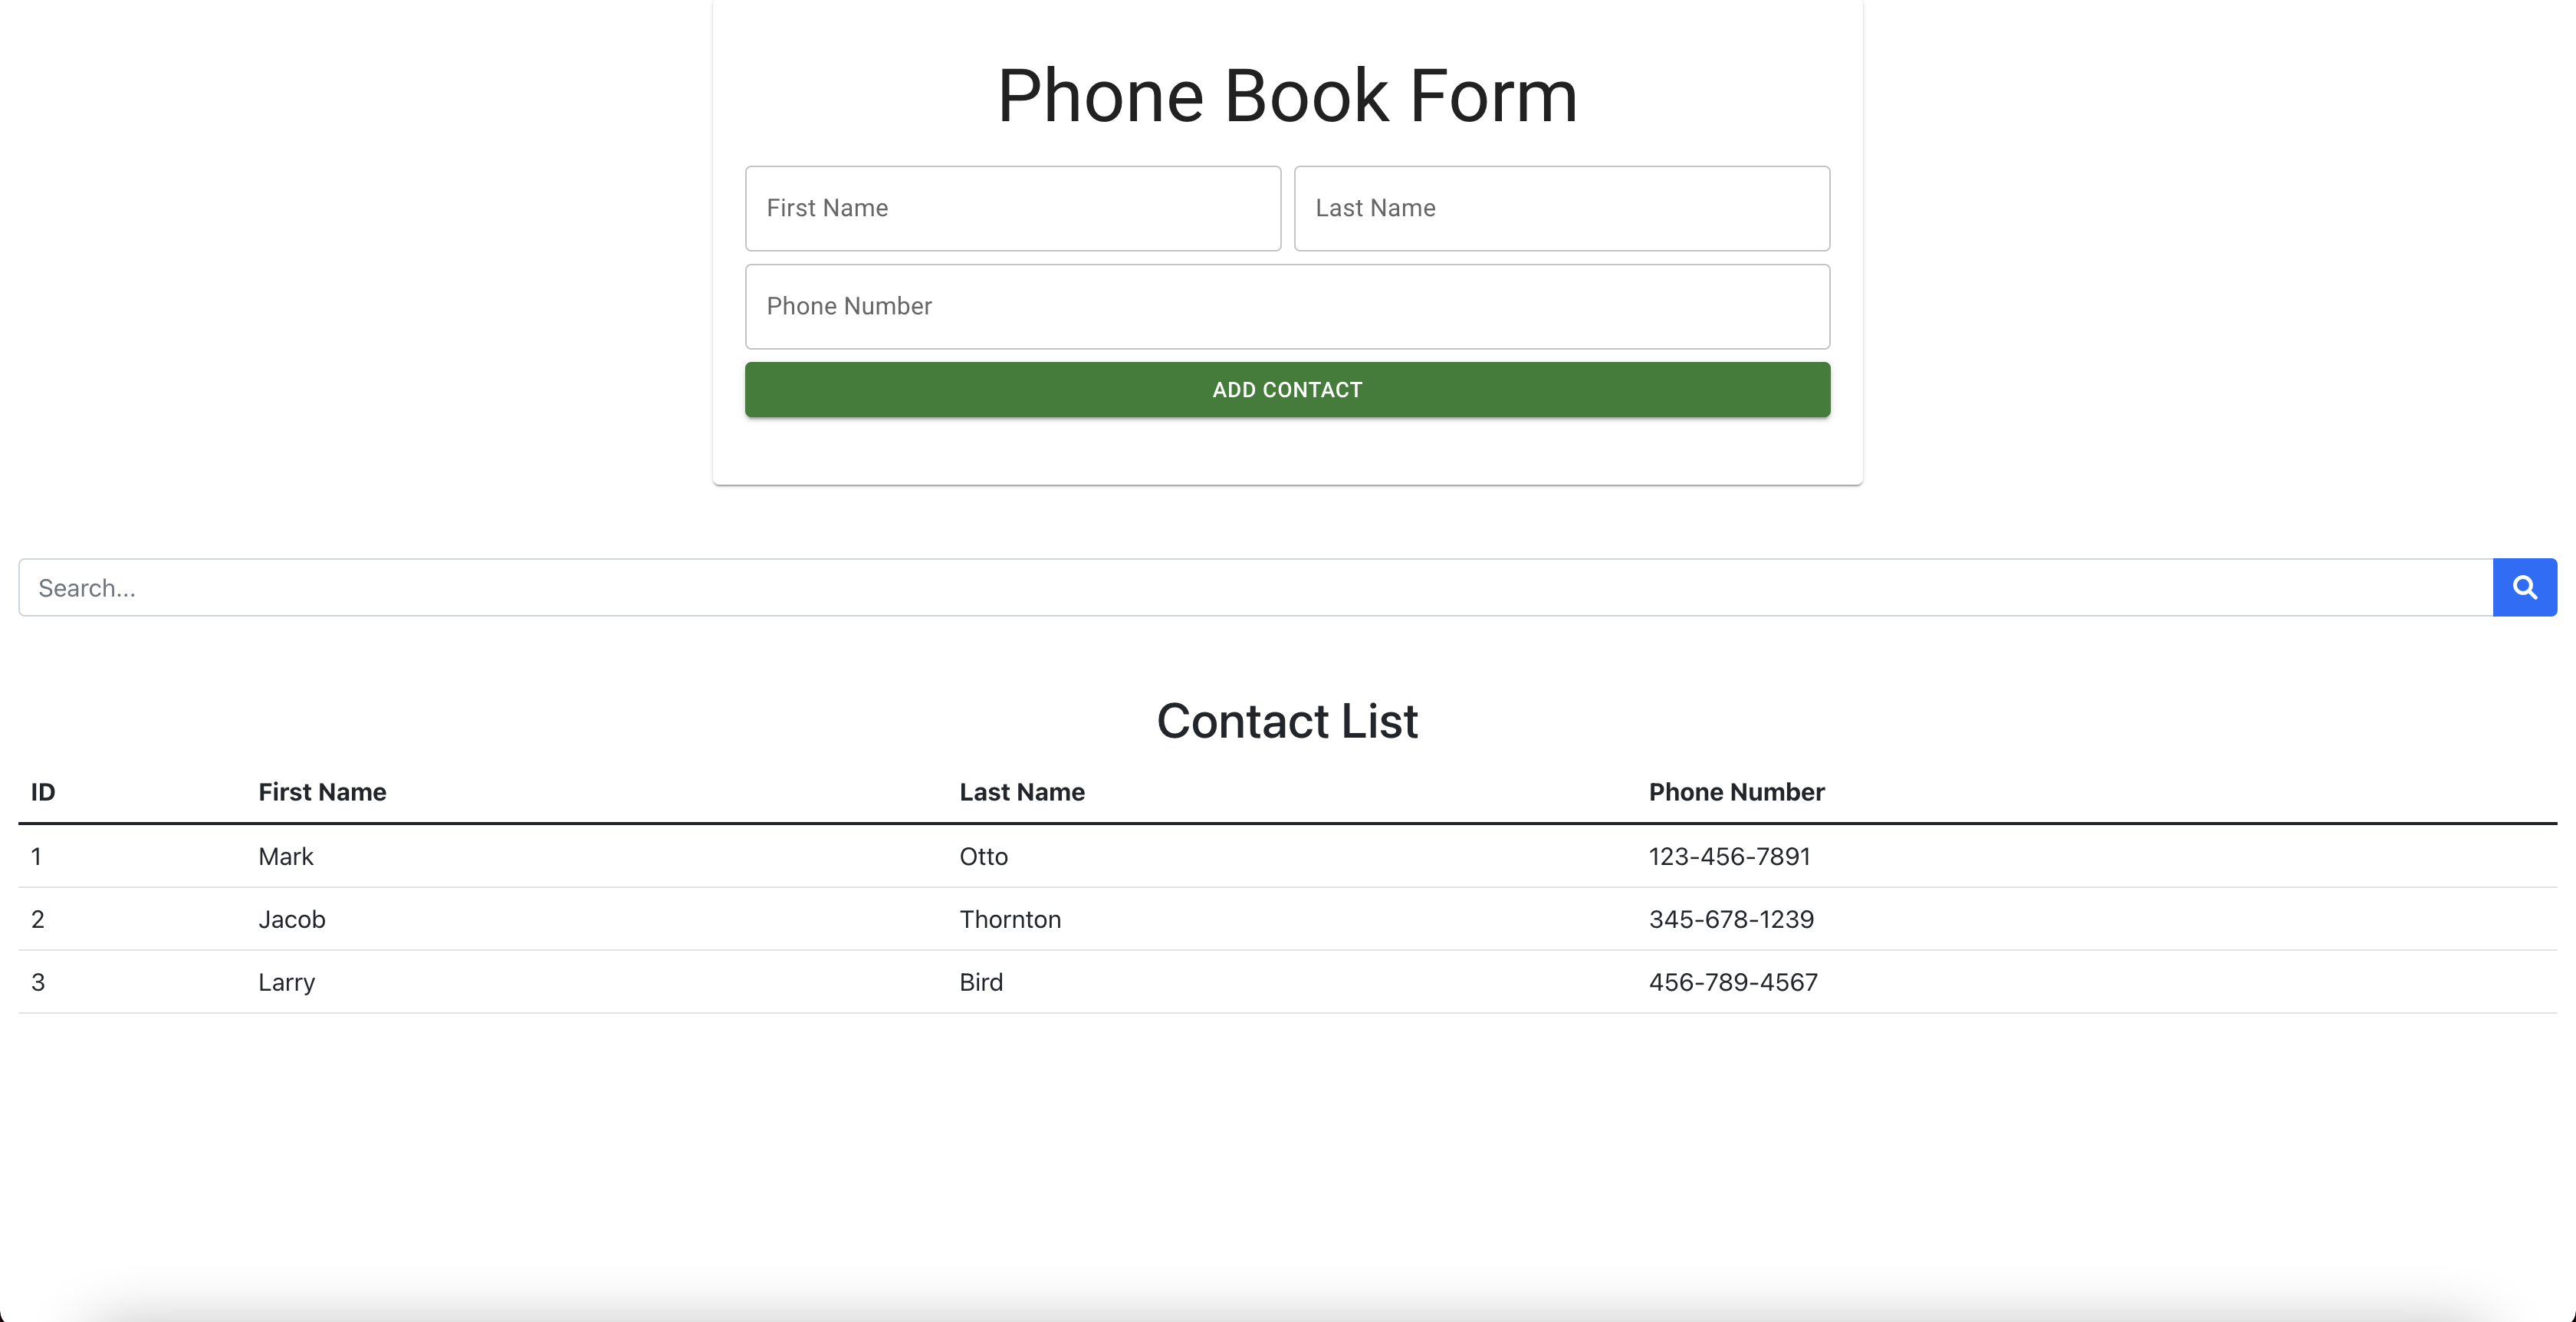 Phone Book Form
First Name Last Name
Phone Number
ADD CONTACT
Search...
Contact List
ID First Name Last Name Phone Number
1 Mark Otto 123-456-7891
2 Jacob Thornton 345-678-1239
3 Larry Bird 456-789-4567